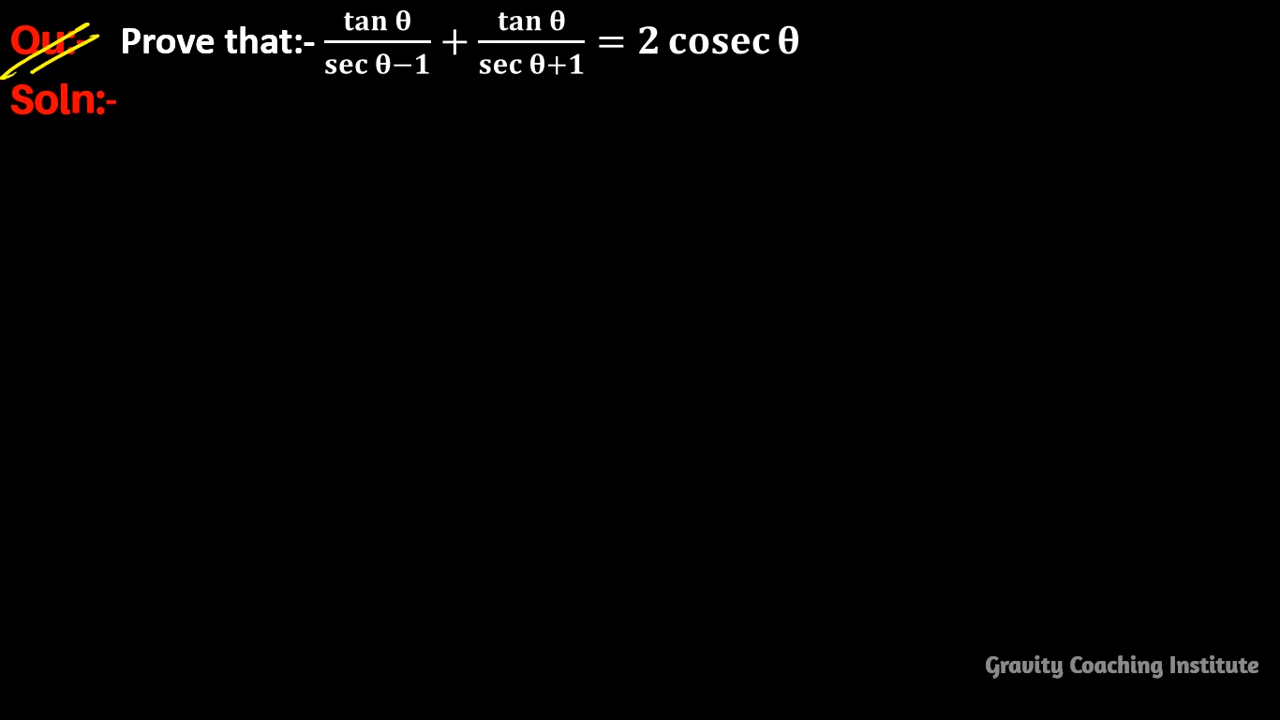 Qu:- Prove that:- tan θ/sec θ−1 + tan θ/sec θ+1 = 2 cosec θ
Soln:-
Gravity Coaching Institute